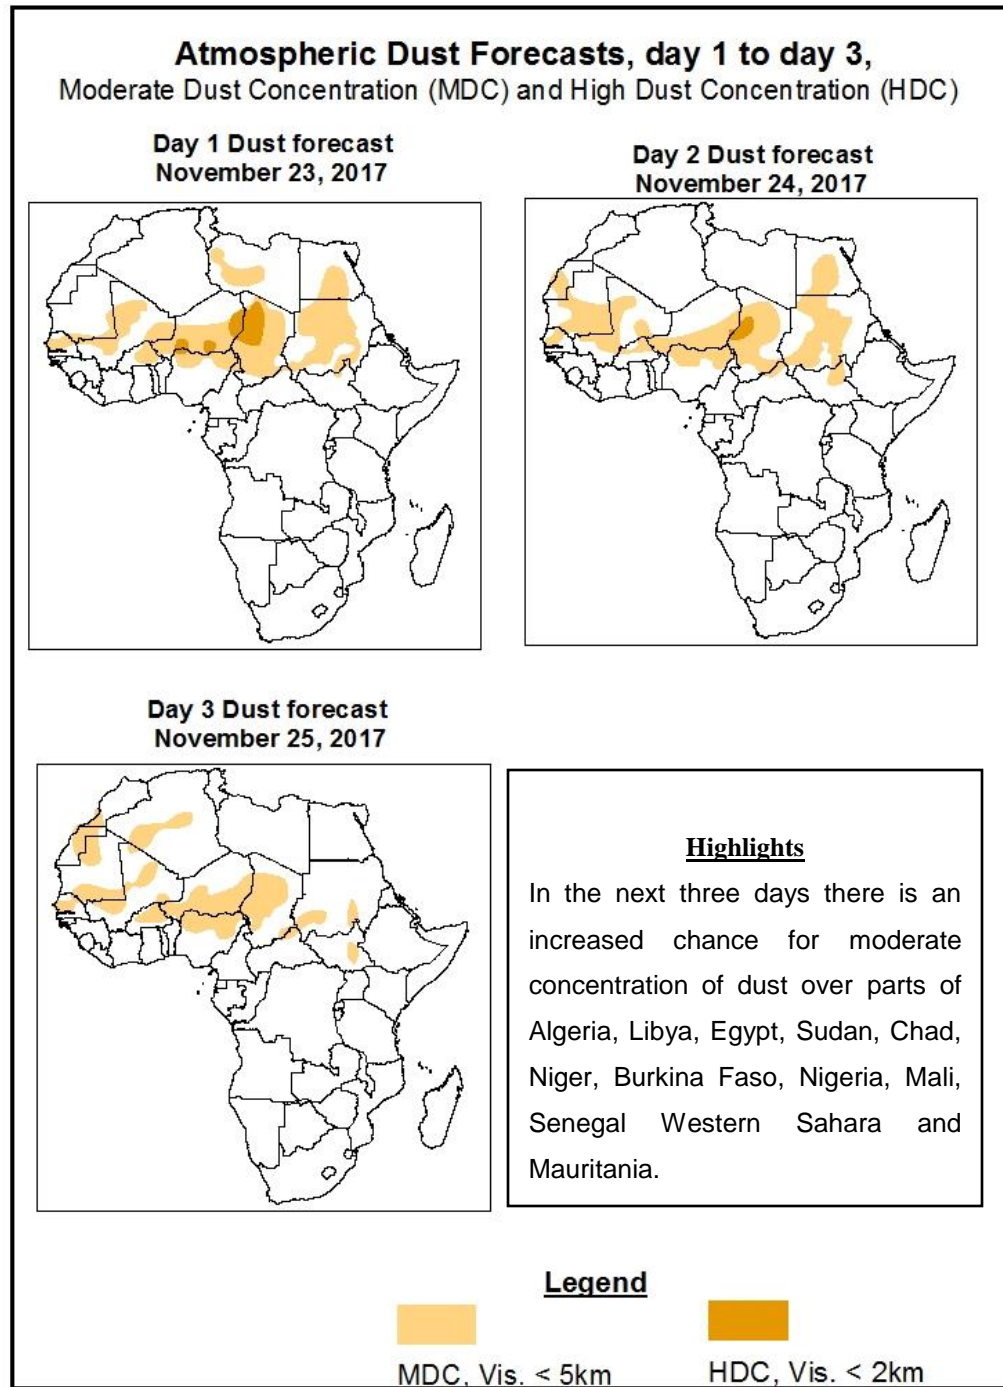 Atmospheric Dust Forecasts, day 1 to day 3,
Moderate Dust Concentration (MDC) and High Dust Concentration (HDC)
Day 1 Dust forecast
November 23, 2017
Day 2 Dust forecast
November 24, 2017
Day 3 Dust forecast
November 25, 2017
Highlights
In the next three days there is an
increased chance for moderate
concentration of dust over parts of
Algeria, Libya, Egypt, Sudan, Chad,
Niger, Burkina Faso, Nigeria, Mali,
Senegal Western Sahara and
Mauritania.
Legend
MDC, Vis. < 5km
HDC, Vis. < 2km